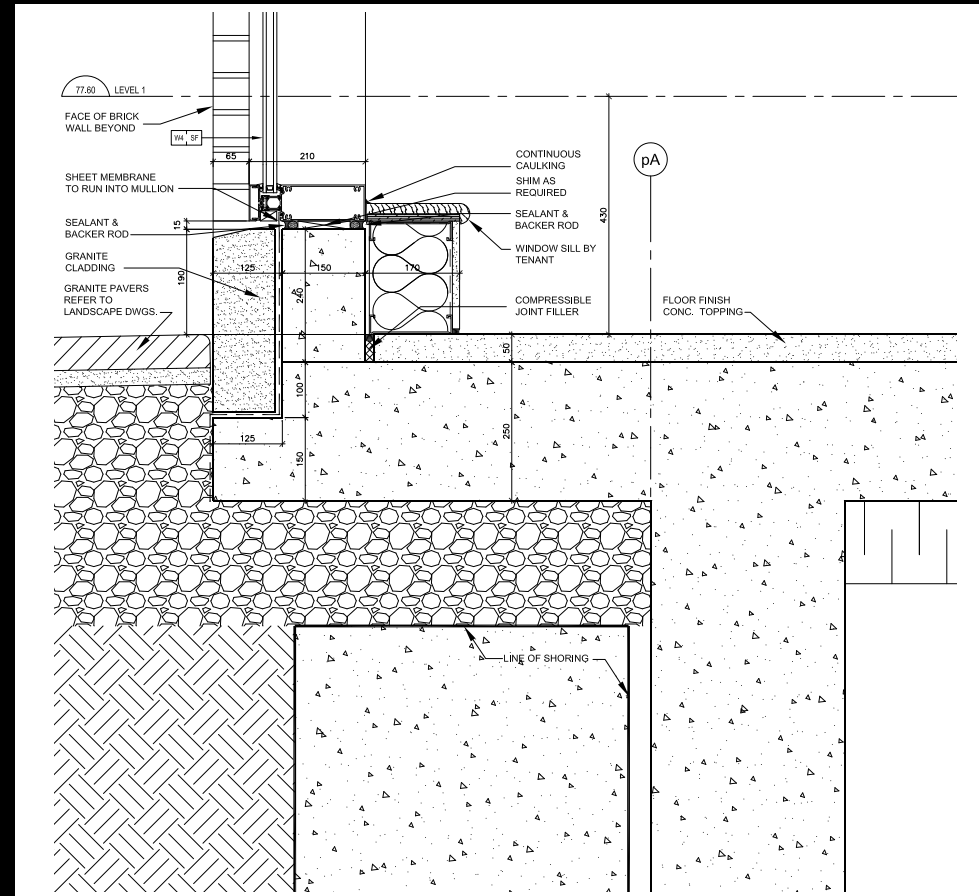 77.60 LEVEL 1
FACE OF BRICK
WALL BEYOND
W4 SF
65
210
SHEET MEMBRANE
TO RUN INTO MULLION
15
SEALANT &
BACKER ROD
GRANITE
CLADDING
190
GRANITE PAVERS
REFER TO
LANDSCAPE DWGS.
125
150
170
240
CONTINUOUS
CAULKING
SHIM AS
REQUIRED
SEALANT &
BACKER ROD
WINDOW SILL BY
TENANT
COMPRESSIBLE
JOINT FILLER
430
pA
FLOOR FINISH
CONC. TOPPING
50
100
250
125
150
LINE OF SHORING